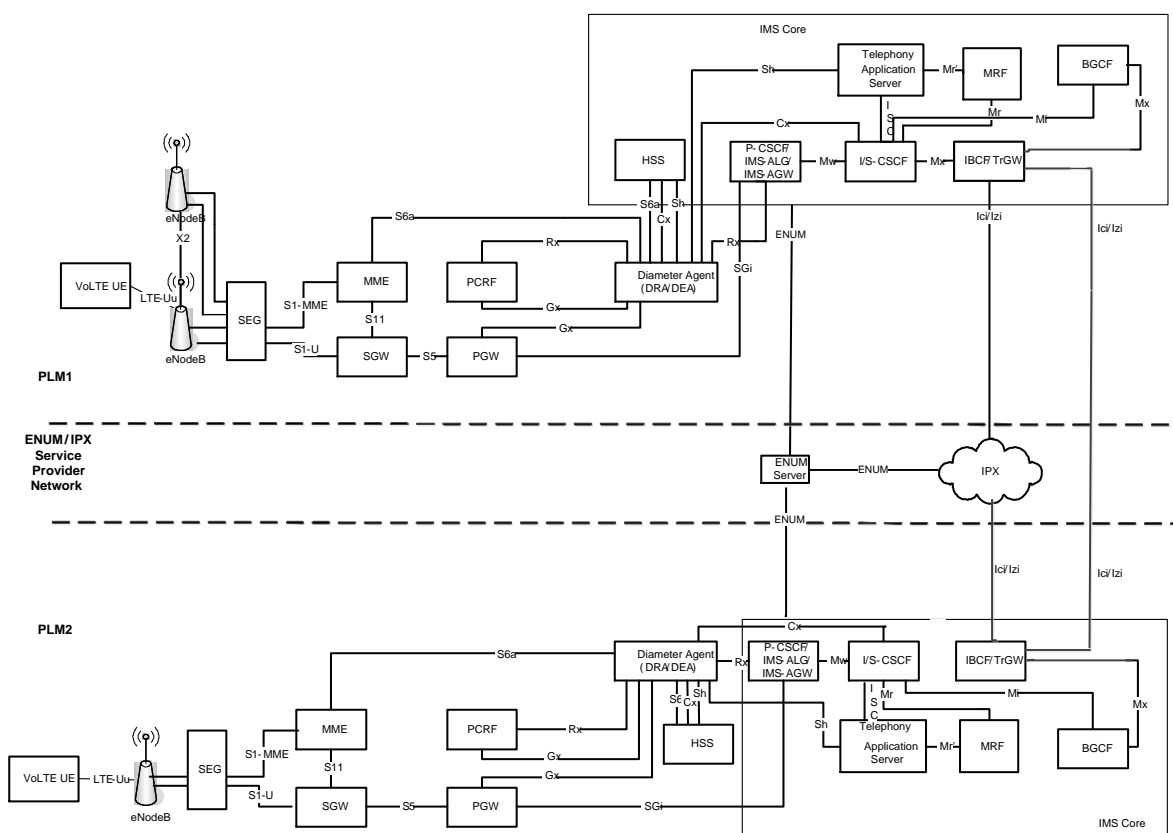 IMS Core
Telephony
Application
Server
MRF
BGCF
Sh
Mr'
Mx
I
S
C
Mr
Mi
Cx
HSS
P-CSCF/
IMS-ALG/
IMS-AGW
Mw
I/S-CSCF
Mx
IBCF/TrGW
eNodeB
S6a
Cx
Sh
S6a
ENUM
Ici/Izi
Ici/Izi
X2
Rx
Rx
SGi
VoLTE UE
LTE-Uu
SEG
S1-MME
MME
PCRF
Diameter Agent
(DRA/DEA)
S11
Gx
Gx
eNodeB
S1-U
SGW
S5
PGW
PLM1
ENUM/IPX
Service
Provider
Network
ENUM
Server
ENUM
IPX
ENUM
Ici/Izi
Ici/Izi
PLM2
Cx
S6a
Diameter Agent
(DRA/DEA)
Rx
P-CSCF/
IMS-ALG/
IMS-AGW
Mw
I/S-CSCF
IBCF/TrGW
S6
Cx
Sh
I
S
C
Mr
Mi
Mx
MME
PCRF
Rx
Sh
Telephony
Application
Server
Mr'
MRF
BGCF
HSS
S1-MME
SEG
S11
Gx
VoLTE UE
LTE-Uu
Gx
S1-U
SGW
S5
PGW
SGi
eNodeB
IMS Core